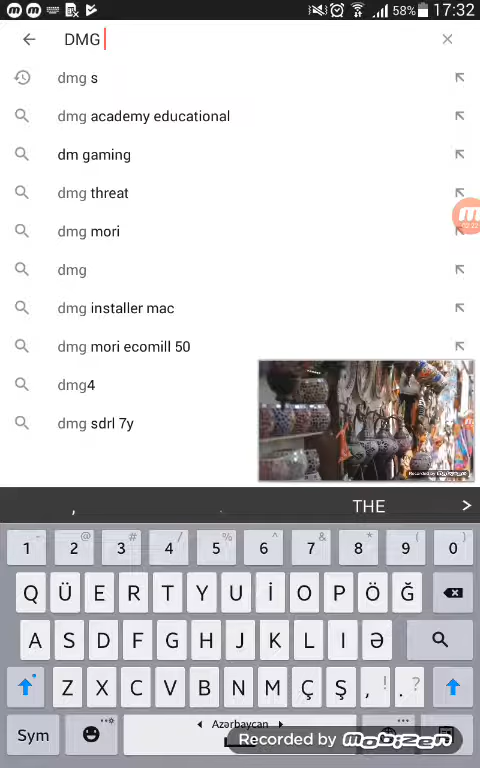 58% 17:32
DMG
dmg s
dmg academy educational
dm gaming
dmg threat
02:22
dmg mori
dmg
dmg installer mac
dmg mori ecomill 50
dmg4
dmg sdrl 7y
, . THE >
1 2 3 4 5 6 7 8 9 0
- @ # / % ^ & * ( )
Q Ü E R T Y U İ O P Ö Ğ
A S D F G H J K L I Ə
Z X C V B N M Ç Ş , ! . ?
Sym Azərbaycan
Recorded by mobizen